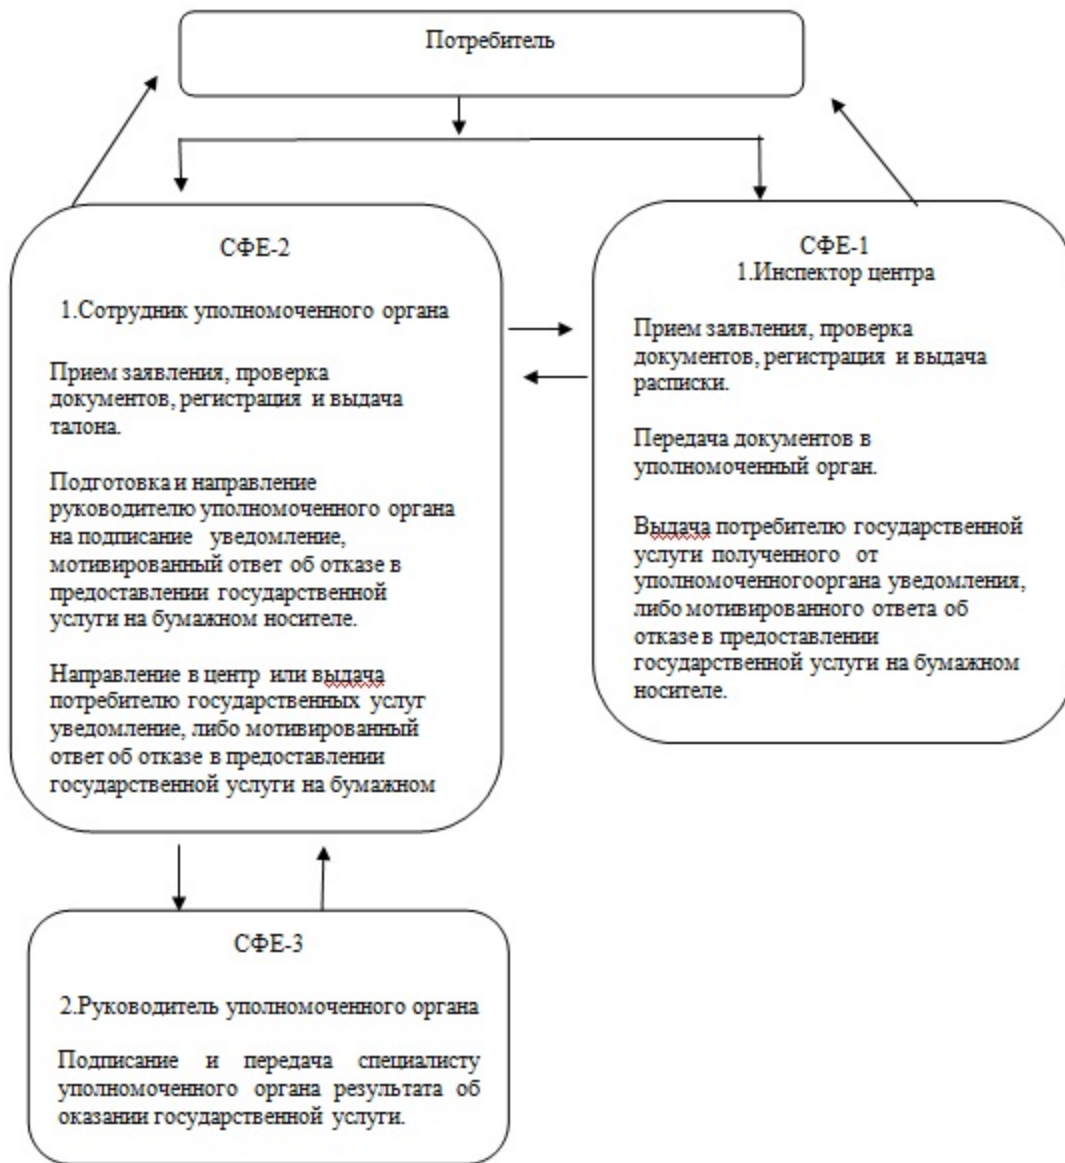 Потребитель
СФЕ-2
1.Сотрудник уполномоченного органа
Прием заявления, проверка
документов, регистрация и выдача
талона.
Подготовка и направление
руководителю уполномоченного органа
на подписание уведомление,
мотивированный ответ об отказе в
предоставлении государственной
услуги на бумажном носителе.
Направление в центр или выдача
потребителю государственных услуг
уведомление, либо мотивированный
ответ об отказе в предоставлении
государственной услуги на бумажном
СФЕ-1
1.Инспектор центра
Прием заявления, проверка
документов, регистрация и выдача
расписки.
Передача документов в
уполномоченный орган.
Выдача потребителю государственной
услуги полученного от
уполномоченногооргана уведомления,
либо мотивированного ответа об
отказе в предоставлении
государственной услуги на бумажном
носителе.
СФЕ-3
2.Руководитель уполномоченного органа
Подписание и передача специалисту
уполномоченного органа результата об
оказании государственной услуги.